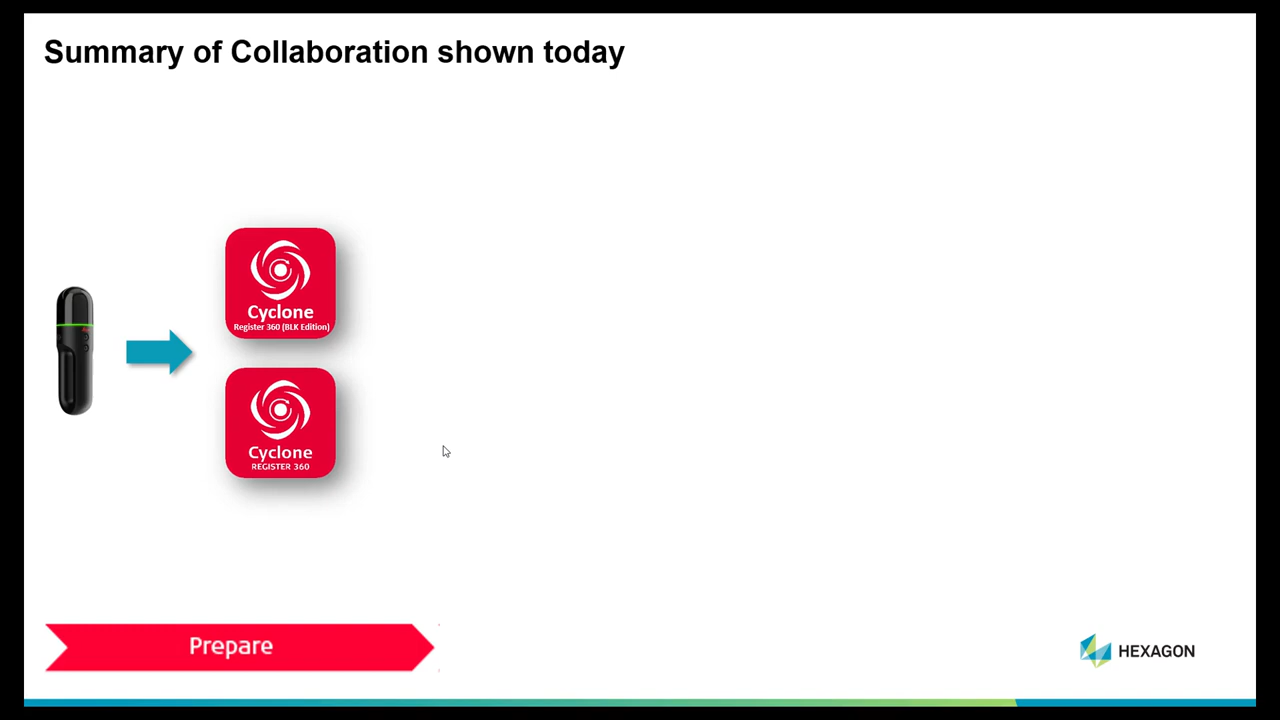 Summary of Collaboration shown today
Cyclone
Register 360 (BLK Edition)
Cyclone
REGISTER 360
Prepare
HEXAGON